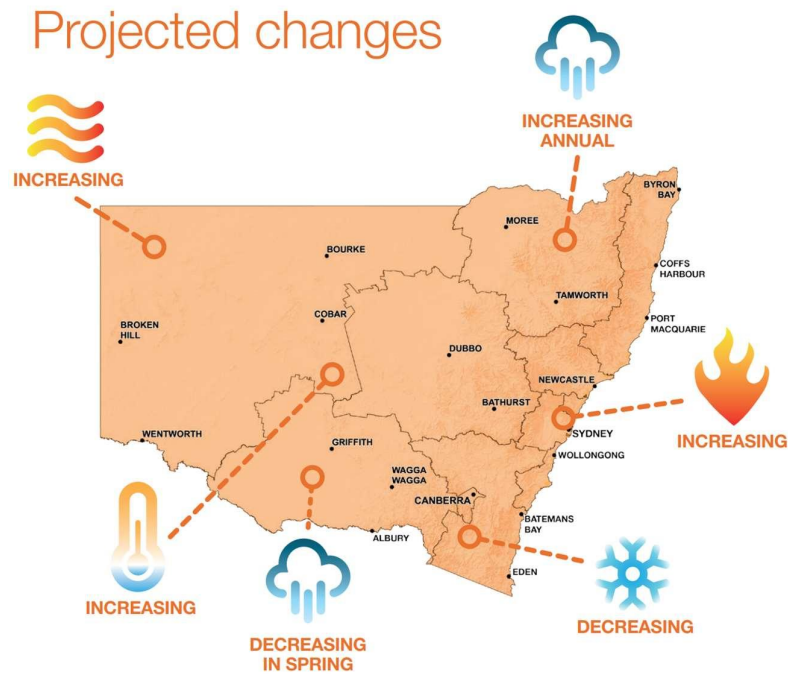 Projected changes
INCREASING
INCREASING
ANNUAL
BYRON
BAY
MOREE
BOURKE
COFFS
HARBOUR
TAMWORTH
COBAR
PORT
MACQUARIE
BROKEN
HILL
DUBBO
NEWCASTLE
BATHURST
INCREASING
SYDNEY
WENTWORTH
GRIFFITH
WOLLONGONG
WAGGA
WAGGA
CANBERRA
BATEMANS
BAY
ALBURY
EDEN
INCREASING
DECREASING
DECREASING
IN SPRING